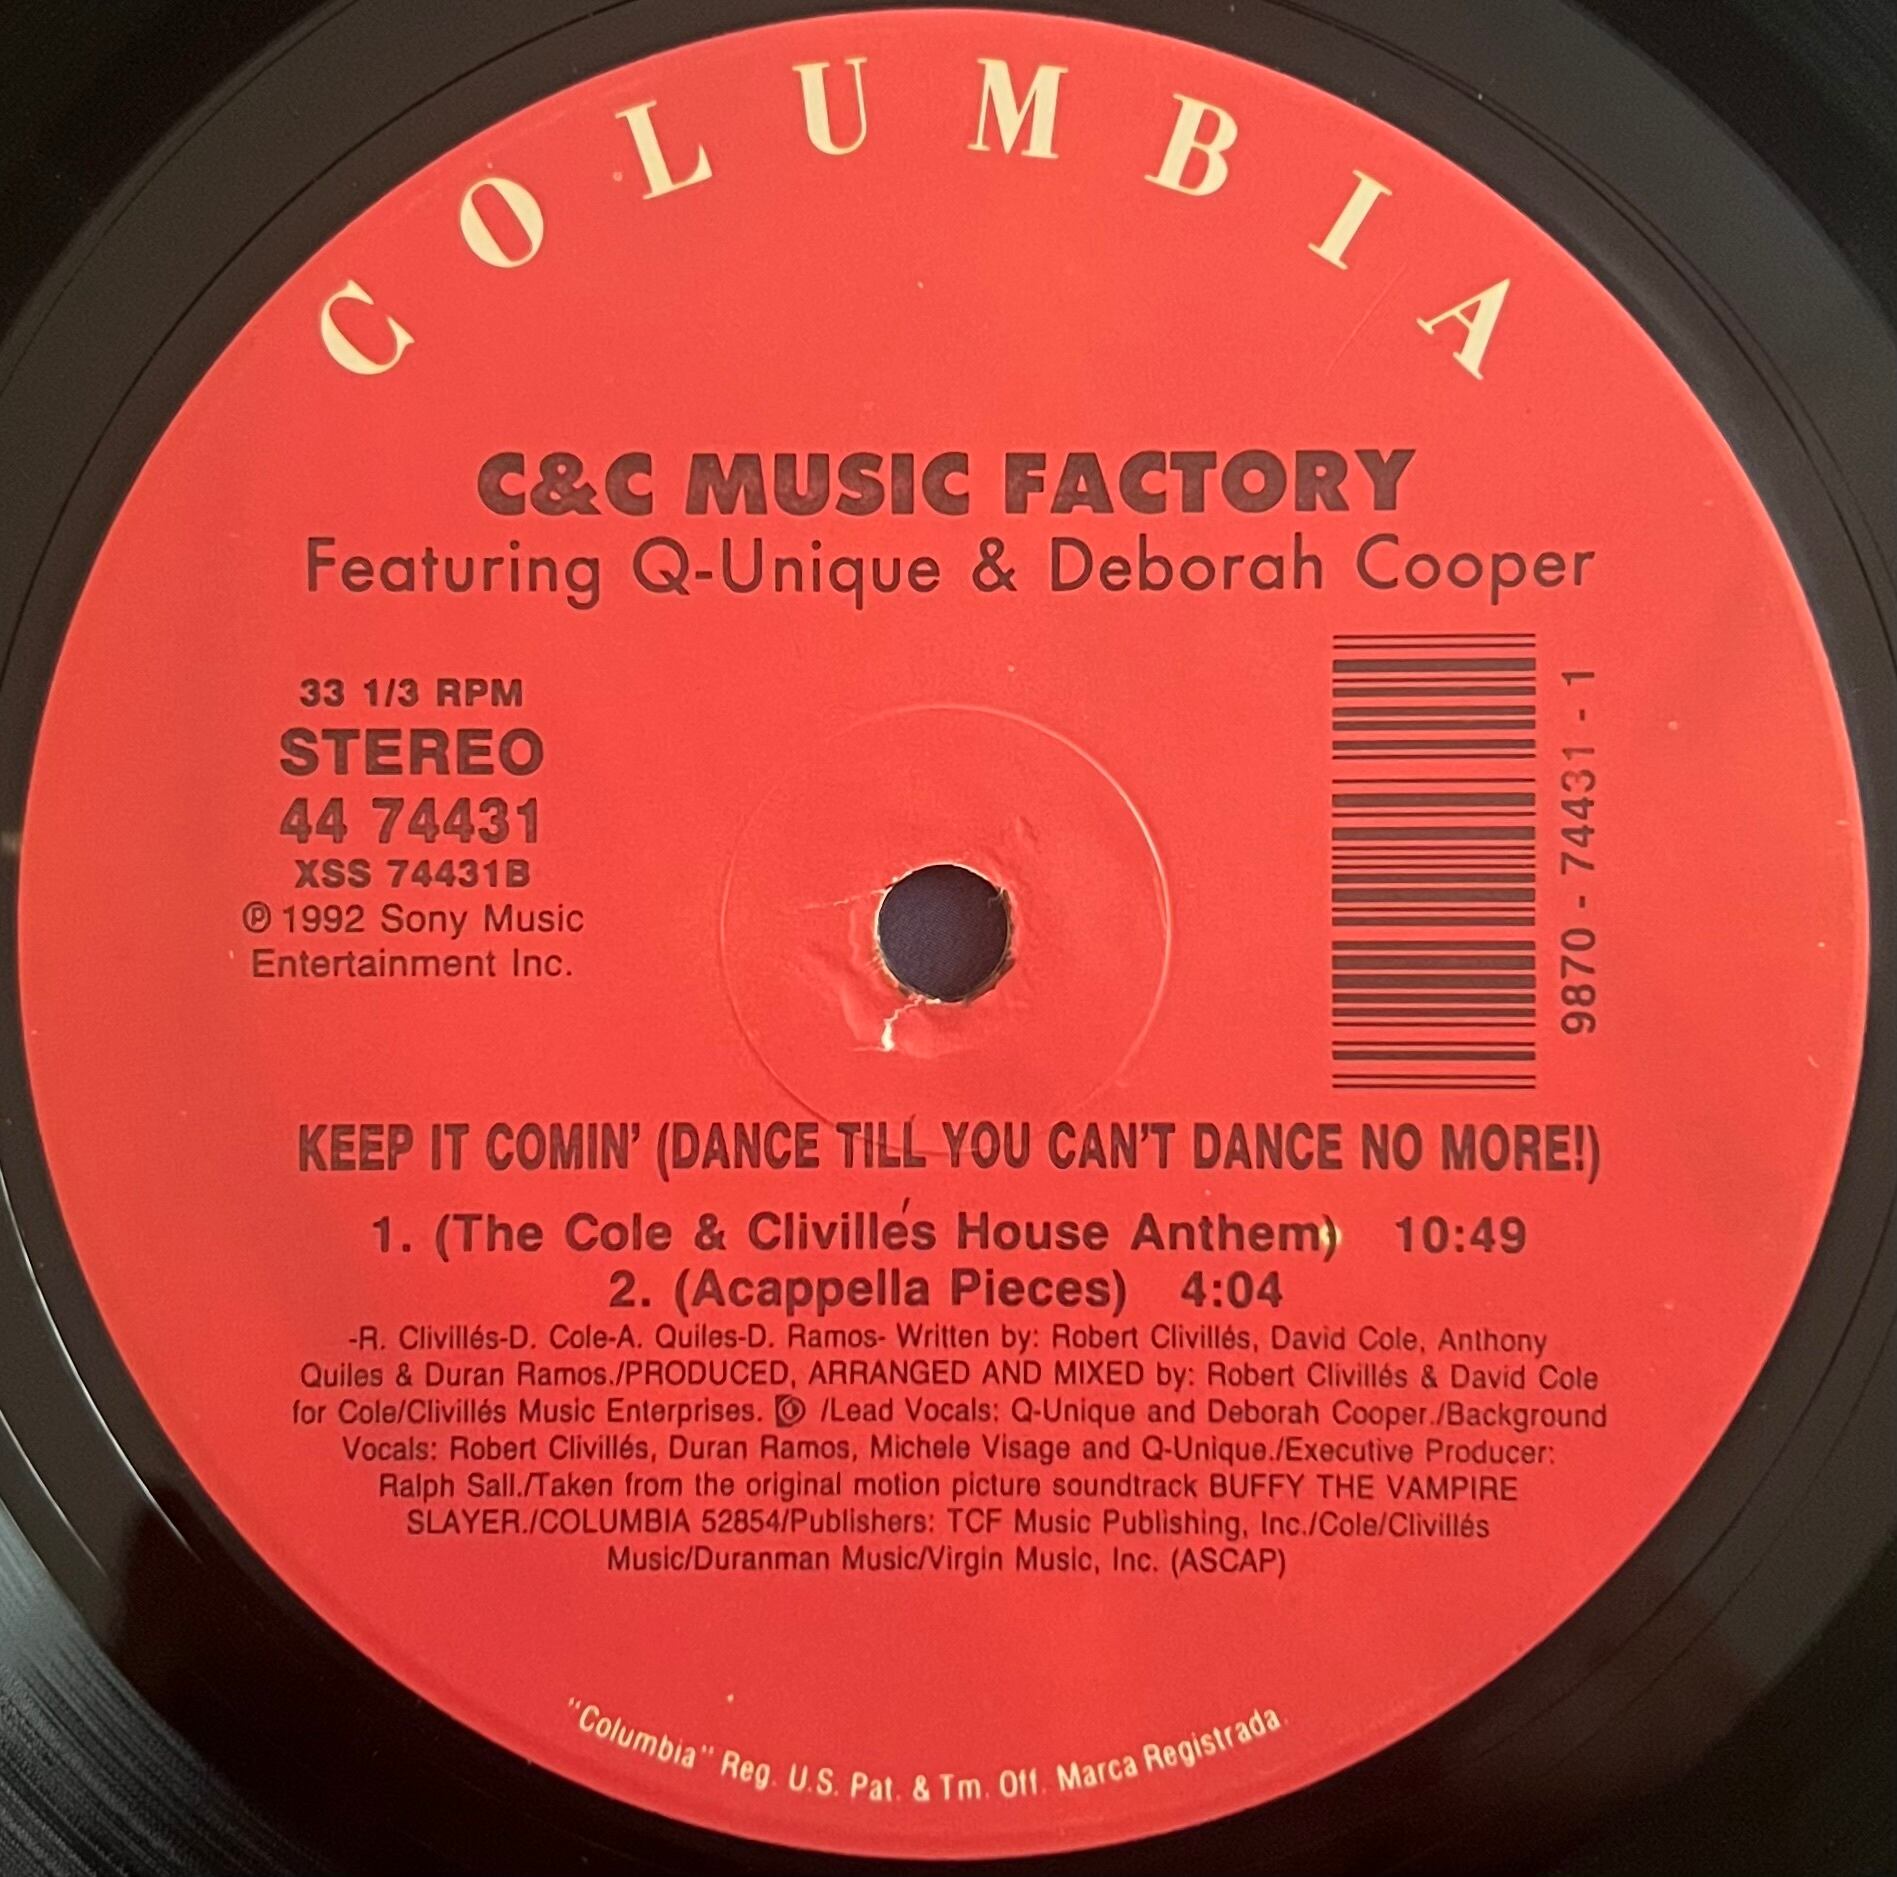 COLUMBIA
C&C MUSIC FACTORY
Featuring Q-Unique & Deborah Cooper
33 1/3 RPM
STEREO
44 74431
XSS 74431B
℗ 1992 Sony Music
Entertainment Inc.
9870 - 74431 - 1
KEEP IT COMIN' (DANCE TILL YOU CAN'T DANCE NO MORE!)
1. (The Cole & Clivillés House Anthem) 10:49
2. (Acappella Pieces) 4:04
-R. Clivillés-D. Cole-A. Quiles-D. Ramos- Written by: Robert Clivillés, David Cole, Anthony
Quiles & Duran Ramos./PRODUCED, ARRANGED AND MIXED by: Robert Clivillés & David Cole
for Cole/Clivillés Music Enterprises. /Lead Vocals: Q-Unique and Deborah Cooper./Background
Vocals: Robert Clivillés, Duran Ramos, Michele Visage and Q-Unique./Executive Producer:
Ralph Sall./Taken from the original motion picture soundtrack BUFFY THE VAMPIRE
SLAYER./COLUMBIA 52854/Publishers: TCF Music Publishing, Inc./Cole/Clivillés
Music/Duranman Music/Virgin Music, Inc. (ASCAP)
"Columbia" Reg. U.S. Pat. & Tm. Off. Marca Registrada.